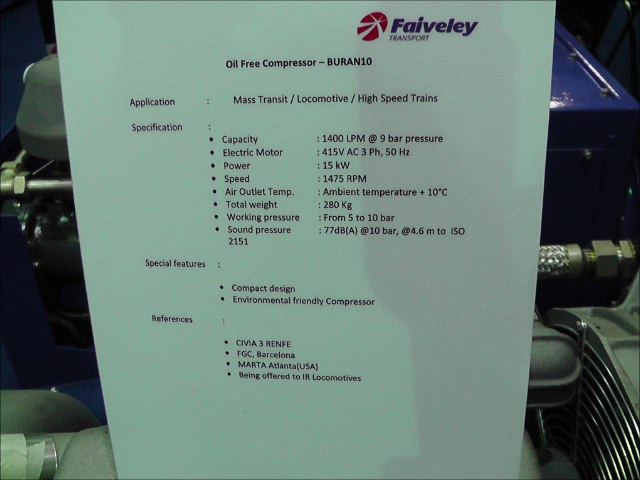 Faiveley
TRANSPORT
Oil Free Compressor – BURAN10
Application : Mass Transit / Locomotive / High Speed Trains
Specification :
• Capacity : 1400 LPM @ 9 bar pressure
• Electric Motor : 415V AC 3 Ph, 50 Hz
• Power : 15 kW
• Speed : 1475 RPM
• Air Outlet Temp. : Ambient temperature + 10°C
• Total weight : 280 Kg
• Working pressure : From 5 to 10 bar
• Sound pressure : 77dB(A) @10 bar, @4.6 m to ISO
2151
Special features :
• Compact design
• Environmental friendly Compressor
References :
• CIVIA 3 RENFE
• FGC, Barcelona
• MARTA Atlanta(USA)
• Being offered to IR Locomotives